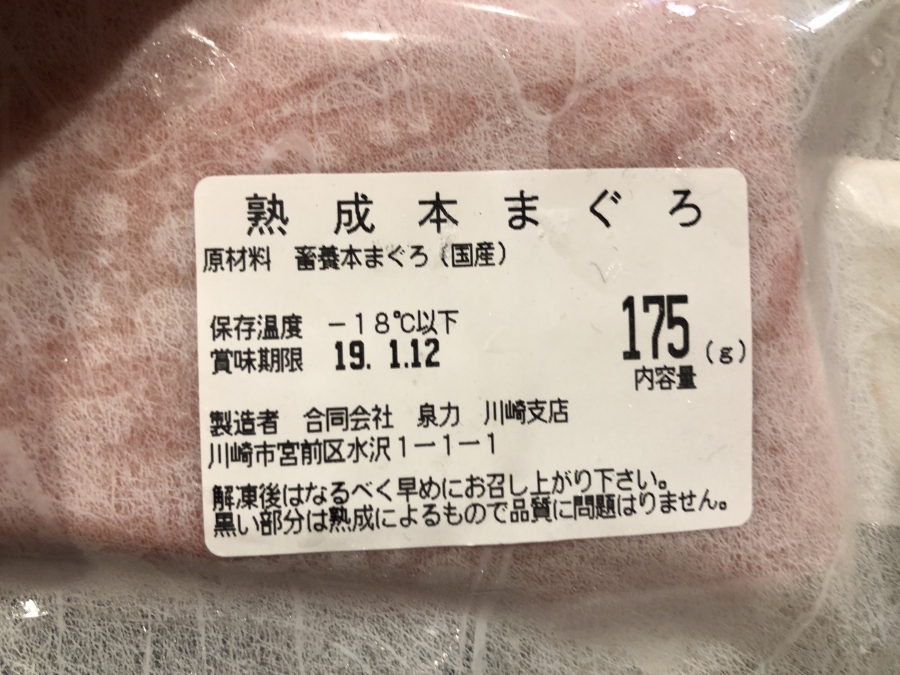 熟成本まぐろ
原材料　畜養本まぐろ（国産）
保存温度　－１８℃以下
賞味期限　19. 1.12
175（ｇ）
内容量
製造者　合同会社　泉力　川崎支店
川崎市宮前区水沢１ー１ー１
解凍後はなるべく早めにお召し上がり下さい。
黒い部分は熟成によるもので品質に問題はりません。